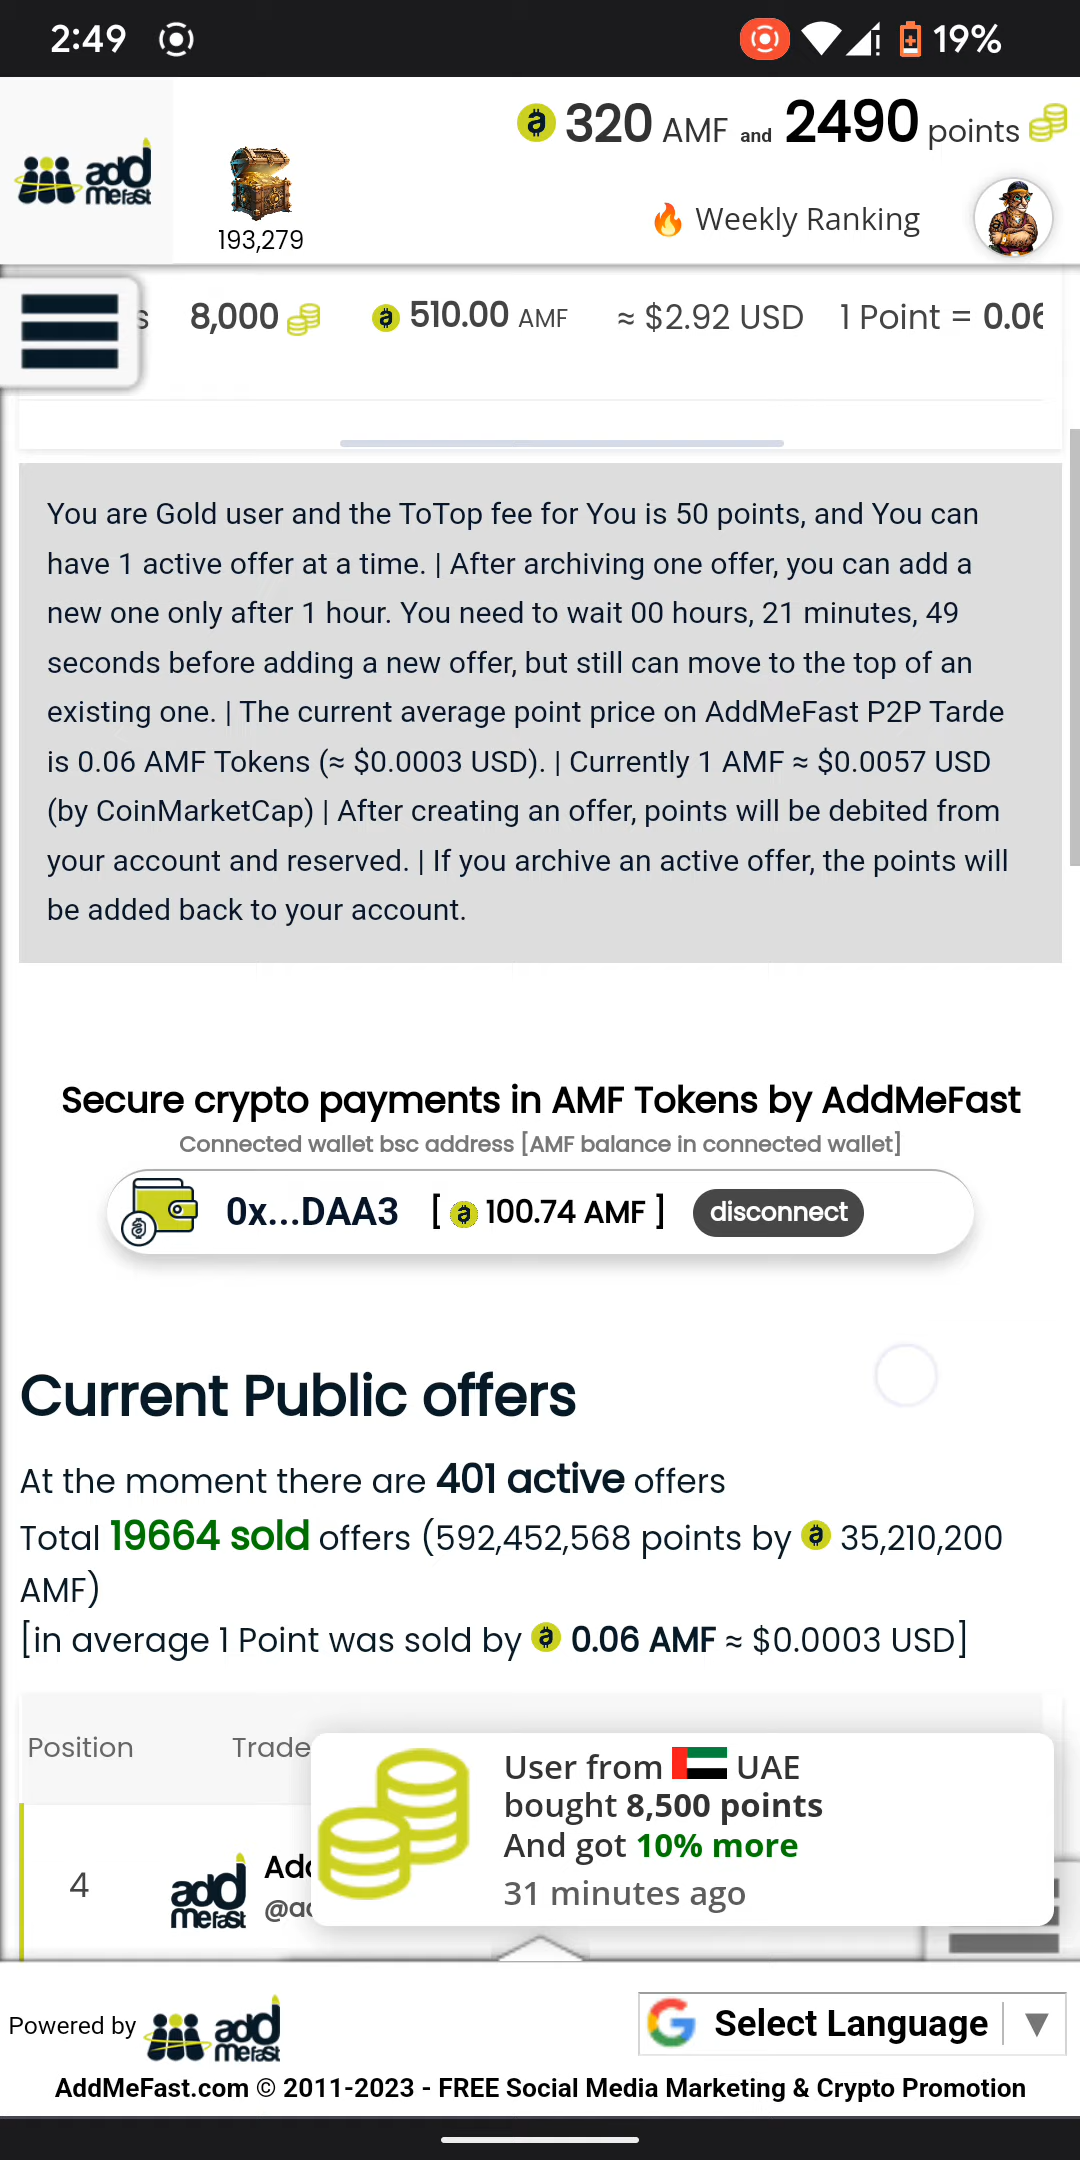 2:49
19%
320 AMF and 2490 points
add
mefast
193,279
Weekly Ranking
s 8,000 510.00 AMF ≈ $2.92 USD 1 Point = 0.06
You are Gold user and the ToTop fee for You is 50 points, and You can
have 1 active offer at a time. | After archiving one offer, you can add a
new one only after 1 hour. You need to wait 00 hours, 21 minutes, 49
seconds before adding a new offer, but still can move to the top of an
existing one. | The current average point price on AddMeFast P2P Tarde
is 0.06 AMF Tokens (≈ $0.0003 USD). | Currently 1 AMF ≈ $0.0057 USD
(by CoinMarketCap) | After creating an offer, points will be debited from
your account and reserved. | If you archive an active offer, the points will
be added back to your account.
Secure crypto payments in AMF Tokens by AddMeFast
Connected wallet bsc address [AMF balance in connected wallet]
0x...DAA3 [ 100.74 AMF ] disconnect
Current Public offers
At the moment there are 401 active offers
Total 19664 sold offers (592,452,568 points by 35,210,200
AMF)
[in average 1 Point was sold by 0.06 AMF ≈ $0.0003 USD]
Position Trade
User from UAE
bought 8,500 points
And got 10% more
31 minutes ago
4
add
mefast
Powered by add
mefast
Select Language ▼
AddMeFast.com © 2011-2023 - FREE Social Media Marketing & Crypto Promotion